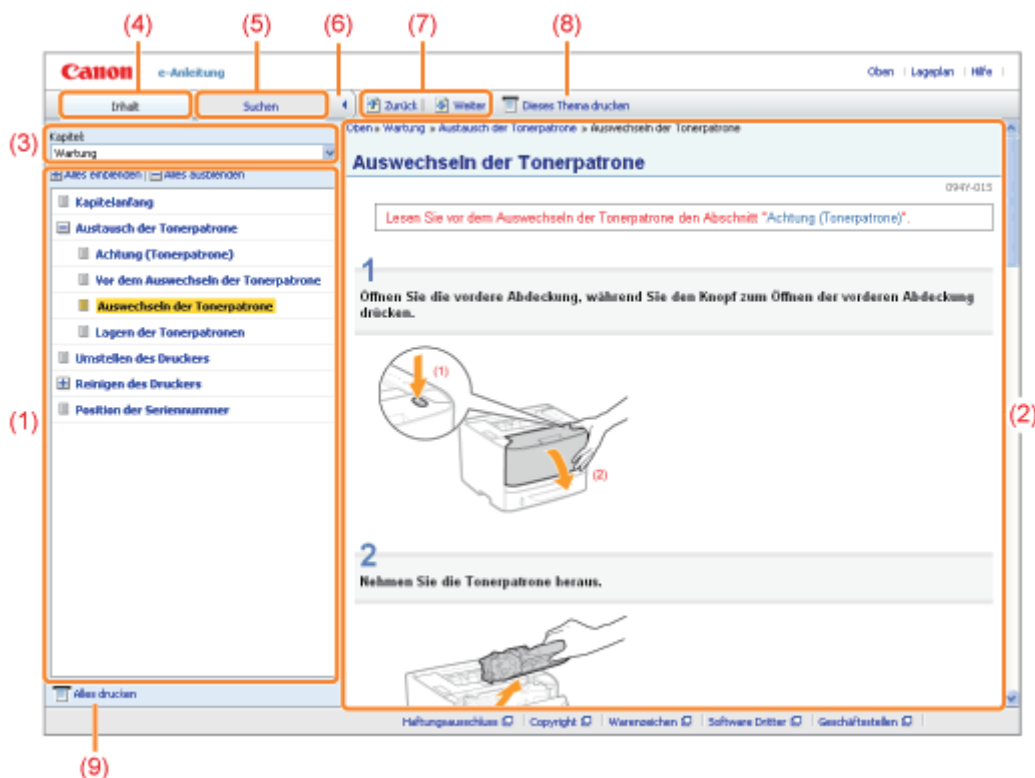 (4) (5) (6) (7) (8)
Canon e-Anleitung Oben Lageplan Hilfe
Inhalt Suchen Zurück Weiter Dieses Thema drucken
(3)
Kapitel:
Wartung
Oben » Wartung » Austausch der Tonerpatrone » Auswechseln der Tonerpatrone
Alles einblenden | Alles ausblenden
Auswechseln der Tonerpatrone
094Y-015
Kapitelanfang
Austausch der Tonerpatrone
Achtung (Tonerpatrone)
Vor dem Auswechseln der Tonerpatrone
Auswechseln der Tonerpatrone
Lagern der Tonerpatronen
Umstellen des Druckers
Reinigen des Druckers
Position der Seriennummer
(1)
Lesen Sie vor dem Auswechseln der Tonerpatrone den Abschnitt "Achtung (Tonerpatrone)".
1
Öffnen Sie die vordere Abdeckung, während Sie den Knopf zum Öffnen der vorderen Abdeckung
drücken.
(1)
(2)
(2)
2
Nehmen Sie die Tonerpatrone heraus.
Alles drucken
Haftungsausschluss Copyright Warenzeichen Software Dritter Geschäftsstellen
(9)